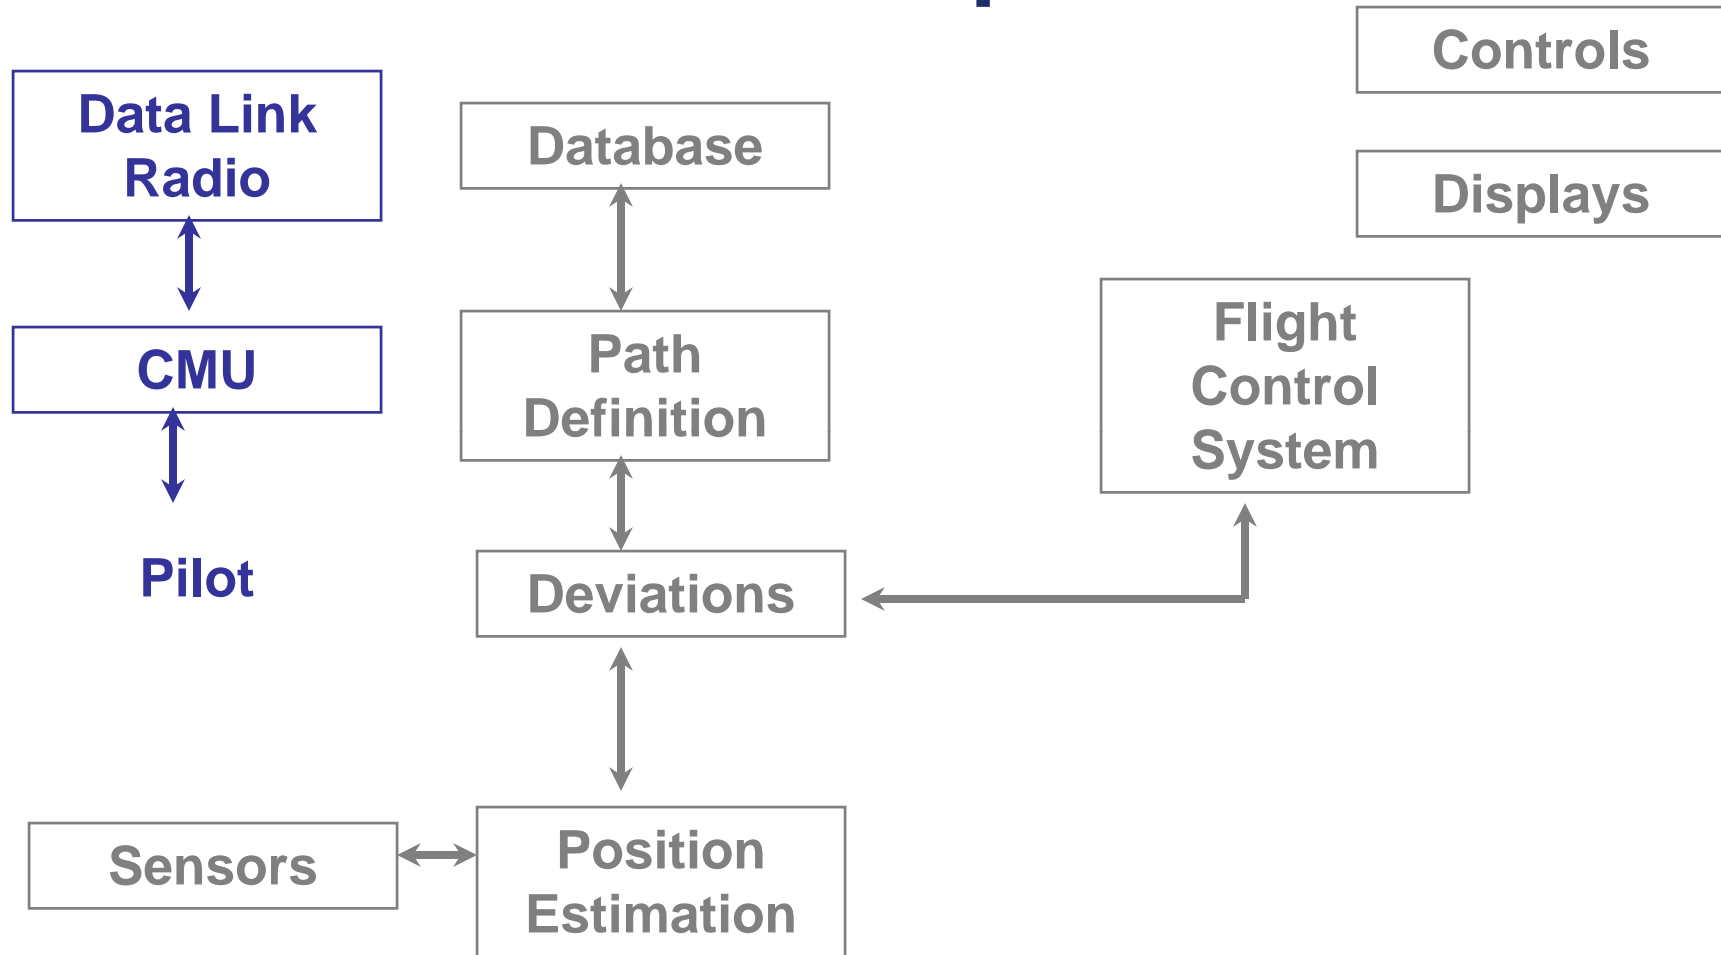 Controls
Data Link
Radio
Database
Displays
CMU
Path
Definition
Flight
Control
System
Pilot
Deviations
Sensors
Position
Estimation